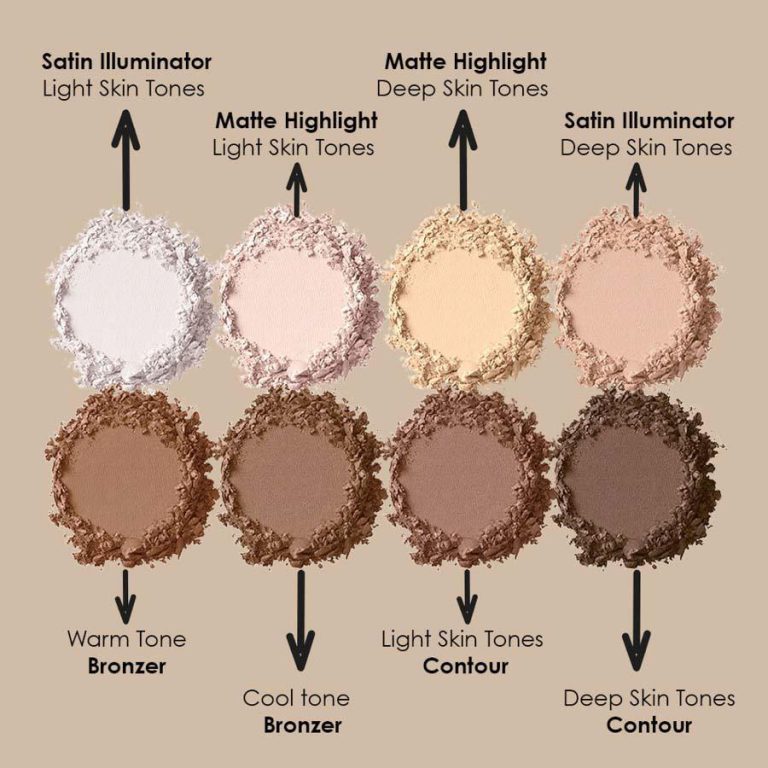 Satin Illuminator
Light Skin Tones
Matte Highlight
Light Skin Tones
Matte Highlight
Deep Skin Tones
Satin Illuminator
Deep Skin Tones
Warm Tone
Bronzer
Cool tone
Bronzer
Light Skin Tones
Contour
Deep Skin Tones
Contour